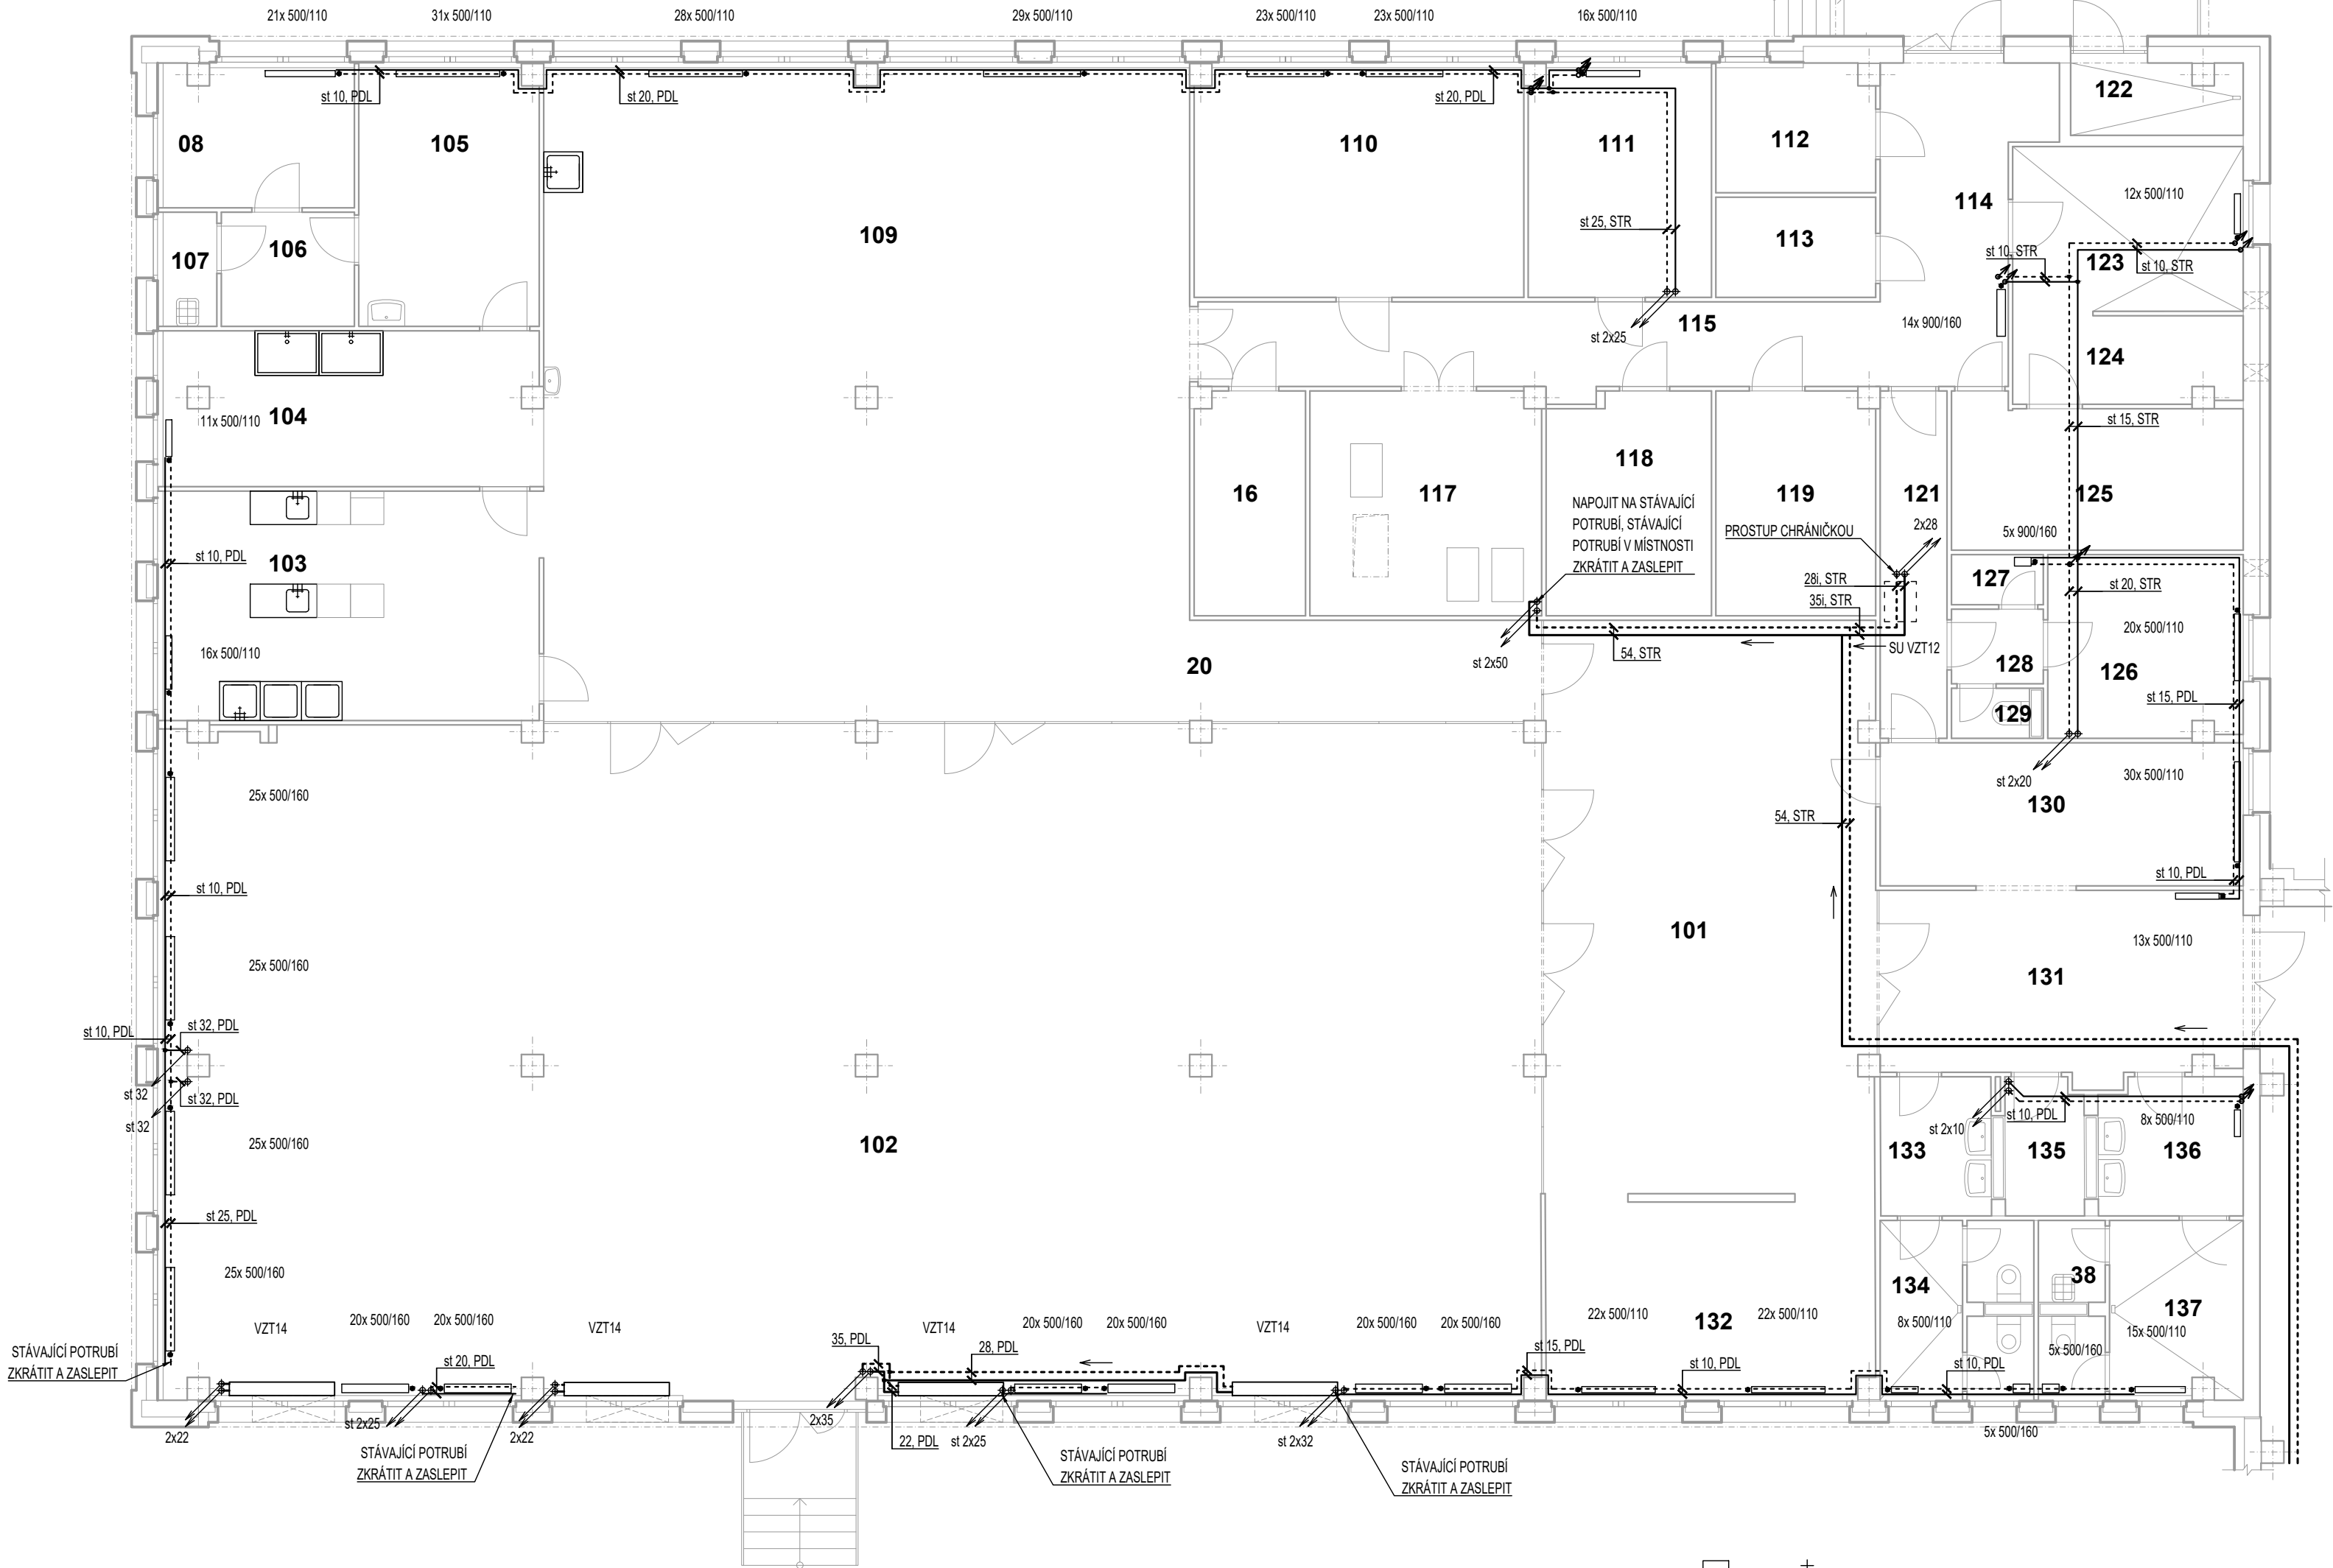 21x 500/110
31x 500/110
28x 500/110
29x 500/110
23x 500/110
23x 500/110
16x 500/110
st 10, PDL
st 20, PDL
st 20, PDL
08
105
110
111
112
122
107
106
109
st 25, STR
113
114
12x 500/110
st 10, STR
123
st 10, STR
st 2x25
115
14x 900/160
124
11x 500/110
104
st 15, STR
16
117
118
119
121
125
NAPOJIT NA STÁVAJÍCÍ
POTRUBÍ, STÁVAJÍCÍ
POTRUBÍ V MÍSTNOSTI
ZKRÁTIT A ZASLEPIT
PROSTUP CHRÁNIČKOU
2x28
5x 900/160
st 10, PDL
103
28i, STR
35i, STR
127
st 20, STR
20x 500/110
16x 500/110
st 2x50
20
54, STR
SU VZT12
128
126
st 15, PDL
129
25x 500/160
st 2x20
30x 500/110
130
54, STR
st 10, PDL
st 10, PDL
101
13x 500/110
25x 500/160
131
st 10, PDL
st 32, PDL
st 32
st 32, PDL
st 32
25x 500/160
102
st 2x10
st 10, PDL
8x 500/110
133
135
136
st 25, PDL
25x 500/160
134
38
137
VZT14
20x 500/160
20x 500/160
VZT14
VZT14
20x 500/160
20x 500/160
VZT14
20x 500/160
20x 500/160
22x 500/110
132
22x 500/110
8x 500/110
15x 500/110
5x 500/160
STÁVAJÍCÍ POTRUBÍ
ZKRÁTIT A ZASLEPIT
st 20, PDL
35, PDL
28, PDL
st 15, PDL
st 10, PDL
st 10, PDL
2x22
st 2x25
2x22
2x35
22, PDL
st 2x25
st 2x32
5x 500/160
STÁVAJÍCÍ POTRUBÍ
ZKRÁTIT A ZASLEPIT
STÁVAJÍCÍ POTRUBÍ
ZKRÁTIT A ZASLEPIT
STÁVAJÍCÍ POTRUBÍ
ZKRÁTIT A ZASLEPIT